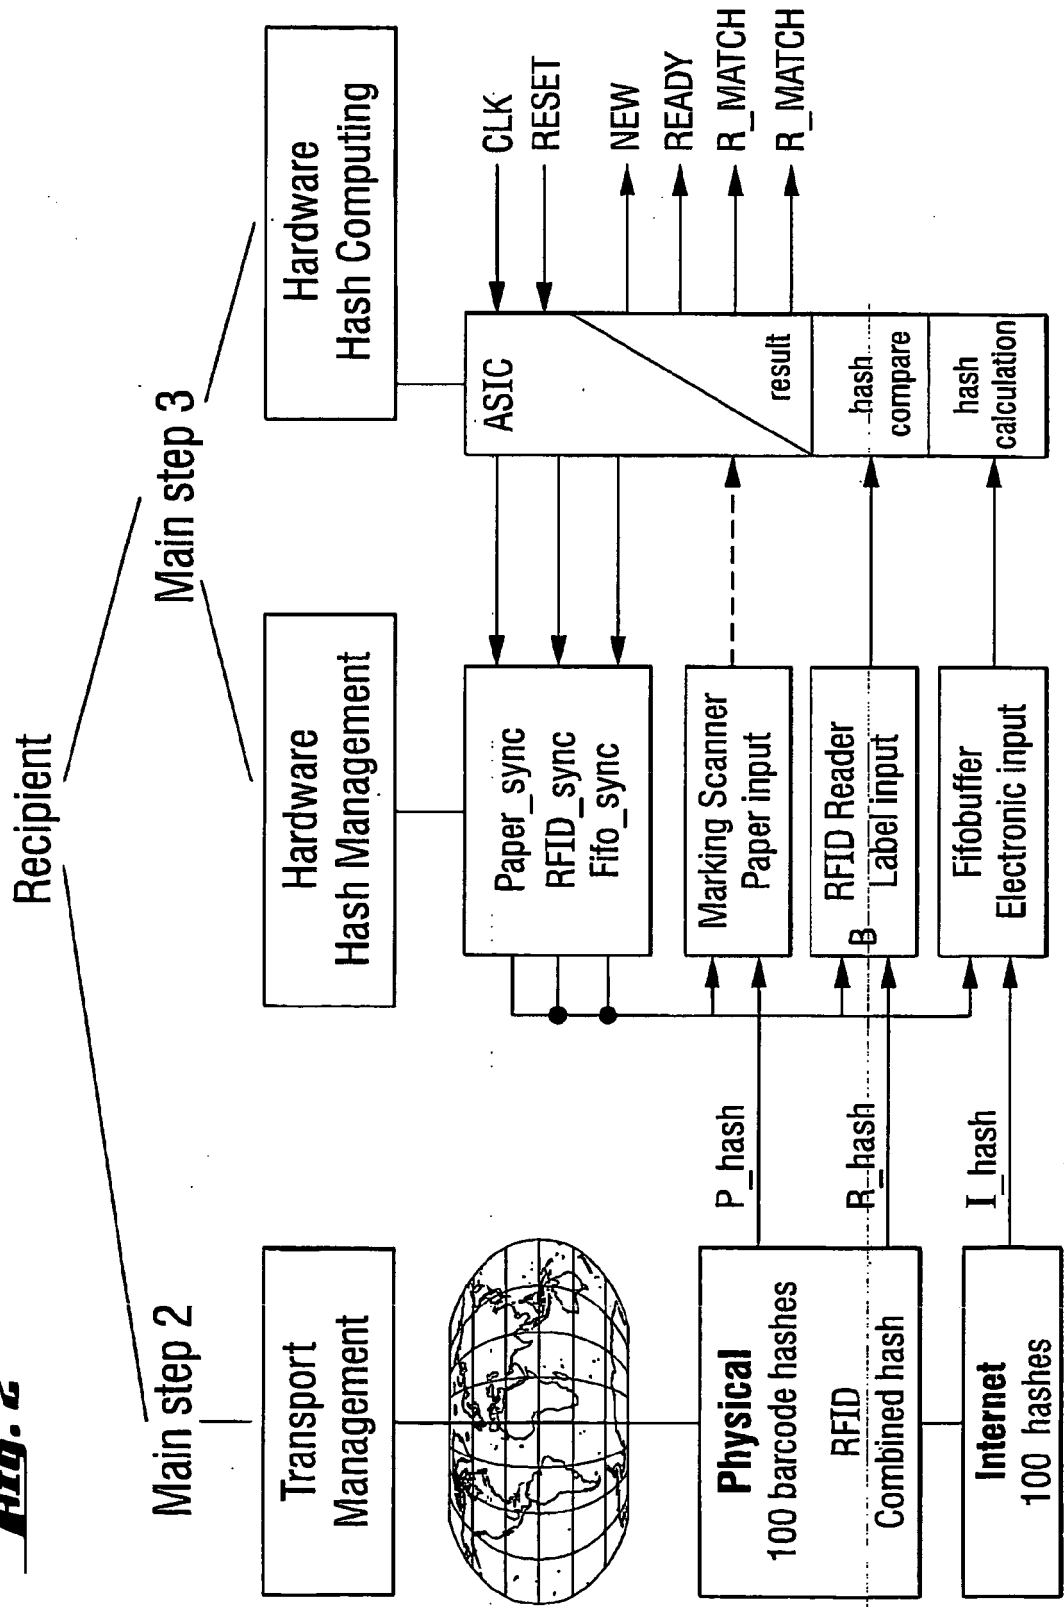 Fig. 2
Recipient
Main step 2
Main step 3
Transport
Management
Hardware
Hash Management
Hardware
Hash Computing
Paper_sync
RFID_sync
Fifo_sync
ASIC
CLK
RESET
NEW
READY
R_MATCH
R_MATCH
result
hash
compare
hash
calculation
Marking Scanner
Paper input
RFID Reader
B
Label input
Fifobuffer
Electronic input
P_hash
R_hash
I_hash
Physical
100 barcode hashes
RFID
Combined hash
Internet
100 hashes